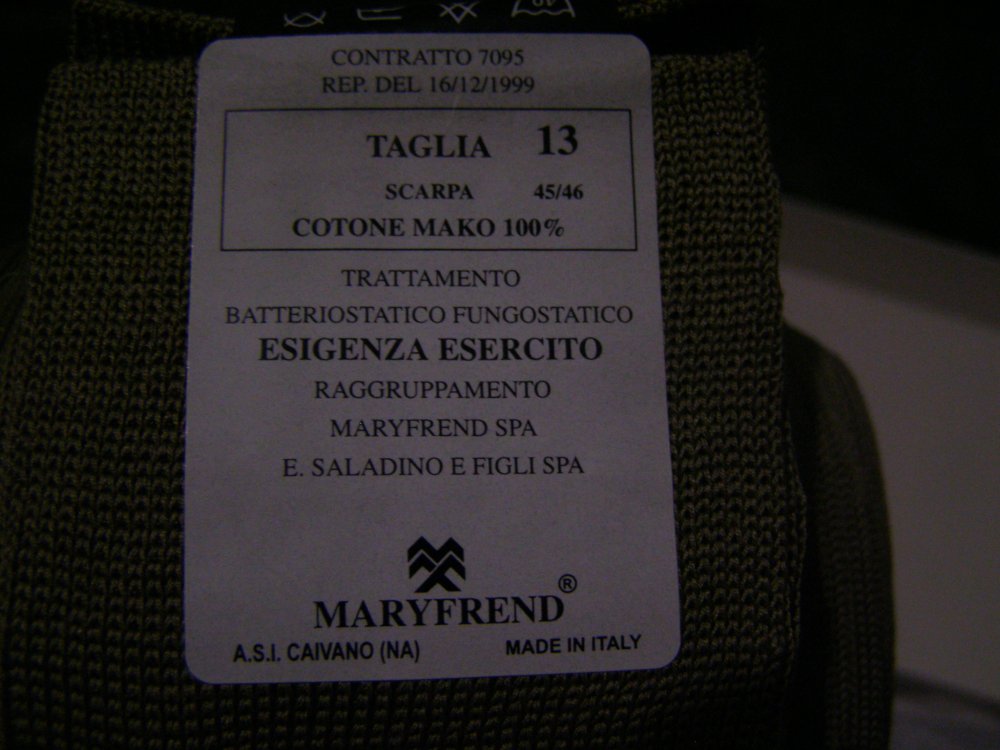 CONTRATTO 7095
REP. DEL 16/12/1999
TAGLIA 13
SCARPA 45/46
COTONE MAKO 100%
TRATTAMENTO
BATTERIOSTATICO FUNGOSTATICO
ESIGENZA ESERCITO
RAGGRUPPAMENTO
MARYFREND SPA
E. SALADINO E FIGLI SPA
MARYFREND®
A.S.I. CAIVANO (NA) MADE IN ITALY